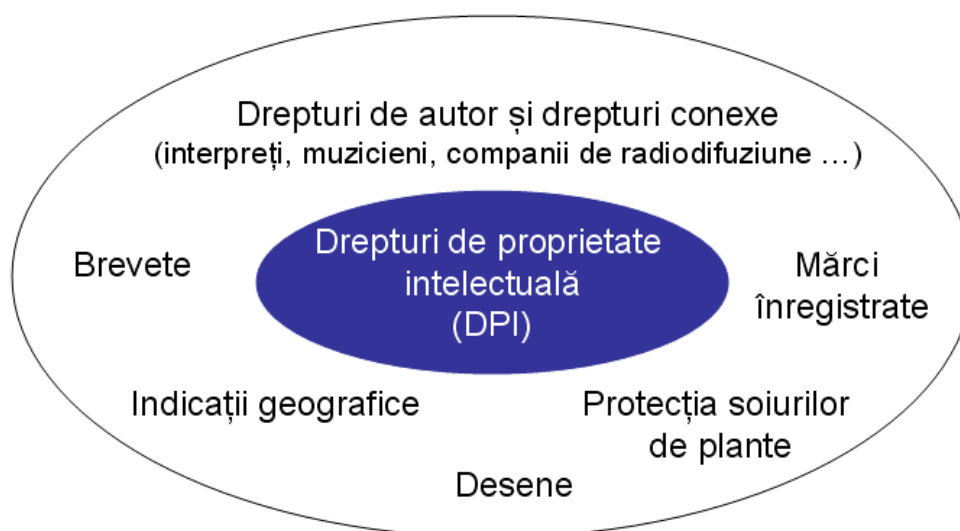 Drepturi de autor și drepturi conexe
(interpreți, muzicieni, companii de radiodifuziune …)
Drepturi de proprietate
intelectuală
(DPI)
Brevete
Mărci
înregistrate
Indicații geografice
Protecția soiurilor
de plante
Desene